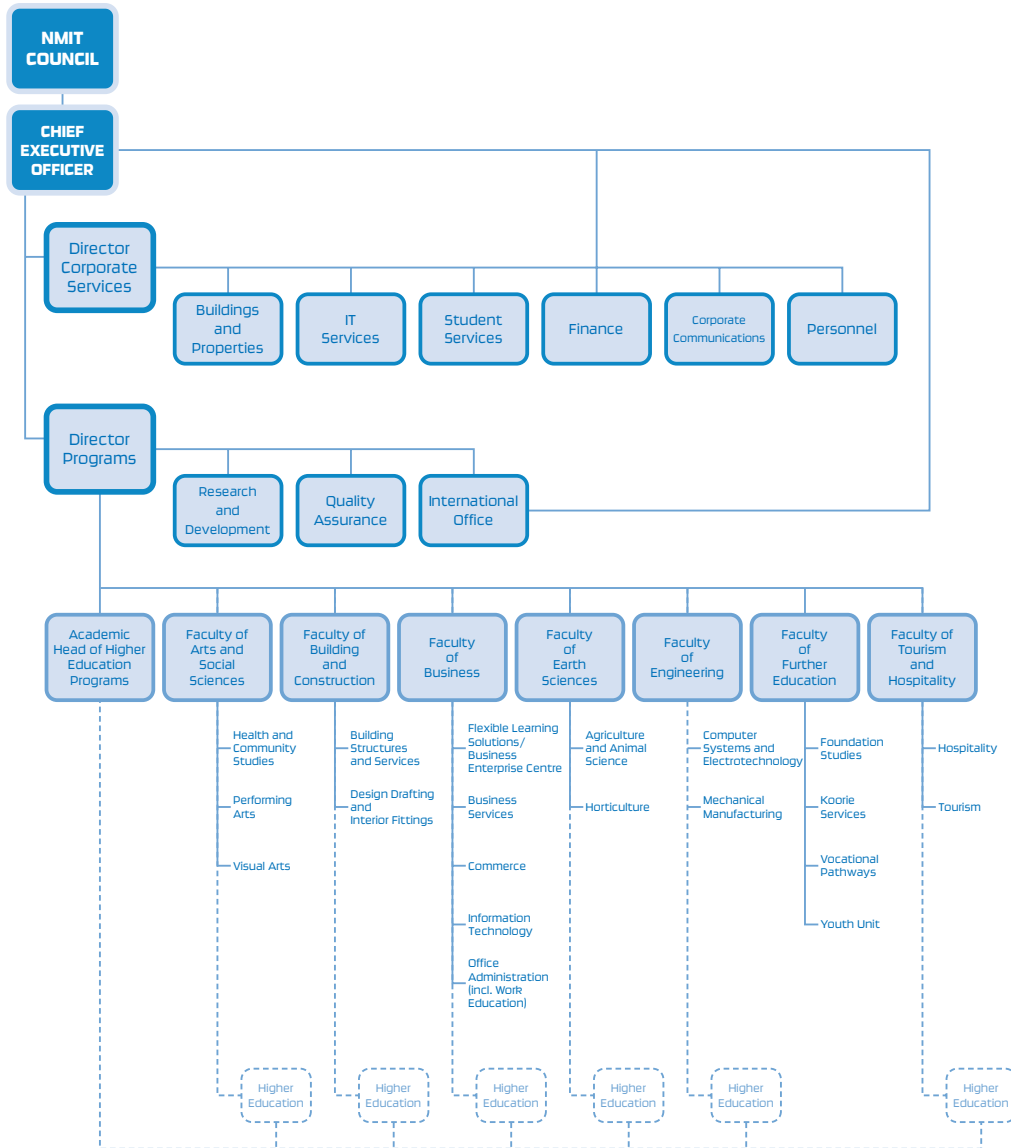 NMIT
COUNCIL
CHIEF
EXECUTIVE
OFFICER
Director
Corporate
Services
Buildings
and
Properties
IT
Services
Student
Services
Finance
Corporate
Communications
Personnel
Director
Programs
Research
and
Development
Quality
Assurance
International
Office
Academic
Head of Higher
Education
Programs
Faculty of
Arts and
Social
Sciences
Faculty of
Building
and
Construction
Faculty
of
Business
Faculty
of
Earth
Sciences
Faculty
of
Engineering
Faculty
of
Further
Education
Faculty of
Tourism
and
Hospitality
Health and
Community
Studies
Performing
Arts
Visual Arts
Building
Structures
and Services
Design Drafting
and
Interior Fittings
Flexible Learning
Solutions/
Business
Enterprise Centre
Business
Services
Commerce
Information
Technology
Office
Administration
(incl. Work
Education)
Agriculture
and Animal
Science
Horticulture
Computer
Systems and
Electrotechnology
Mechanical
Manufacturing
Foundation
Studies
Koorie
Services
Vocational
Pathways
Youth Unit
Hospitality
Tourism
Higher
Education
Higher
Education
Higher
Education
Higher
Education
Higher
Education
Higher
Education